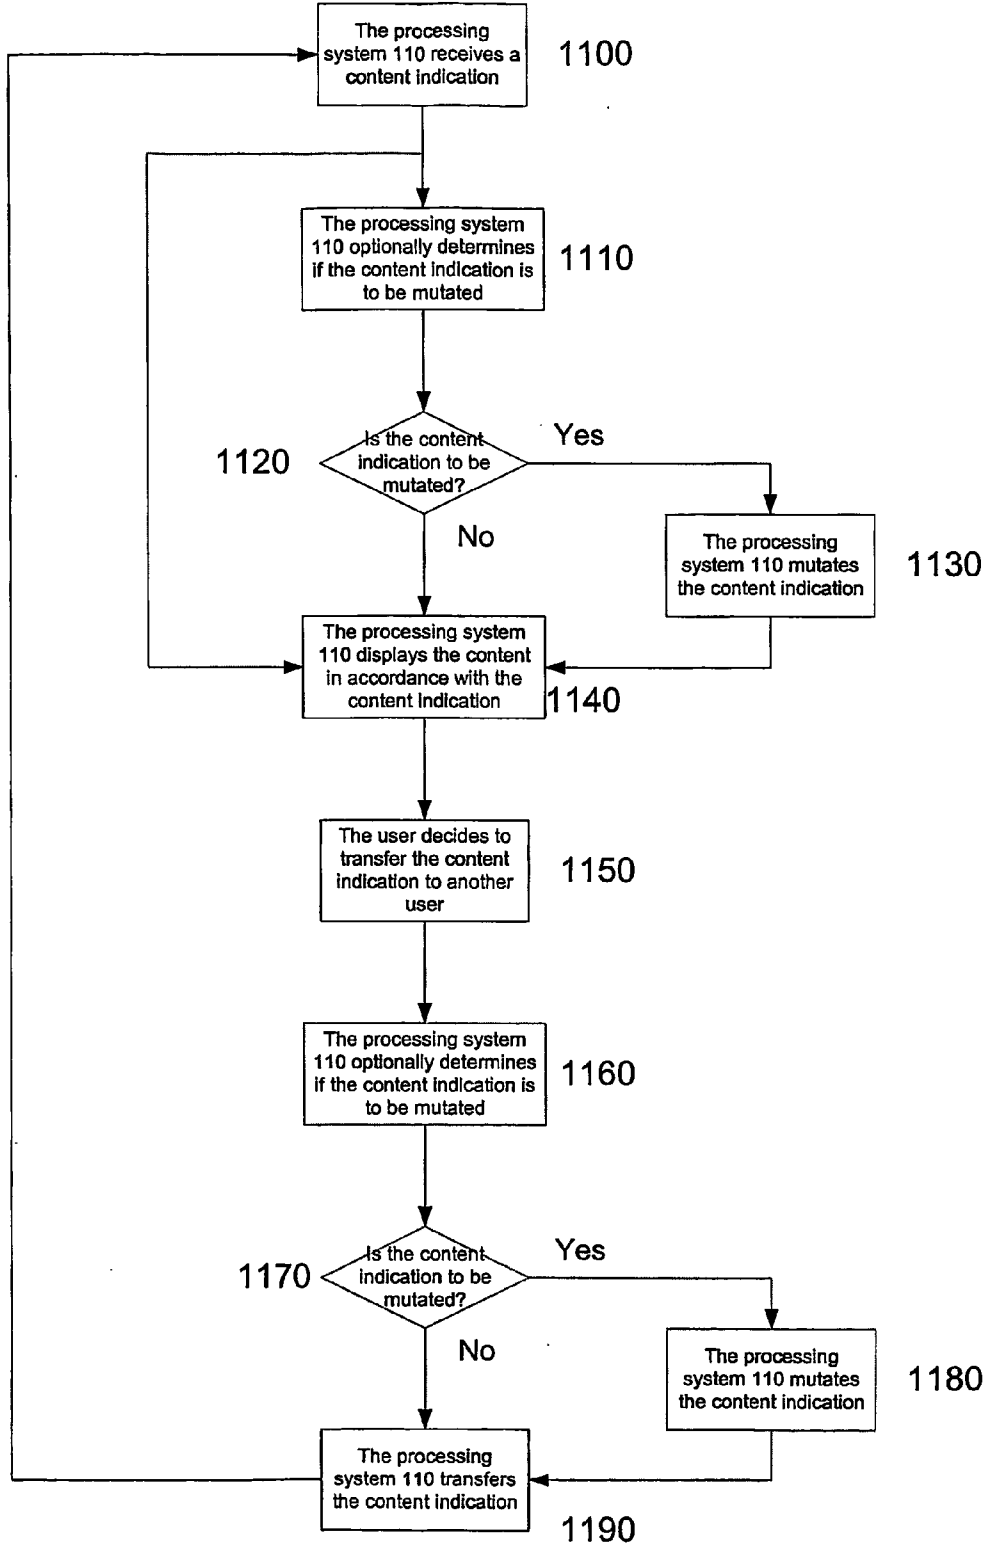 The processing
system 110 receives a
content indication
1100
The processing system
110 optionally determines
if the content indication is
to be mutated
1110
Is the content
indication to be
mutated?
1120
Yes
No
The processing
system 110 mutates
the content indication
1130
The processing system
110 displays the content
in accordance with the
content indication
1140
The user decides to
transfer the content
indication to another
user
1150
The processing system
110 optionally determines
if the content indication is
to be mutated
1160
Is the content
indication to be
mutated?
1170
Yes
No
The processing
system 110 mutates
the content indication
1180
The processing
system 110 transfers
the content indication
1190